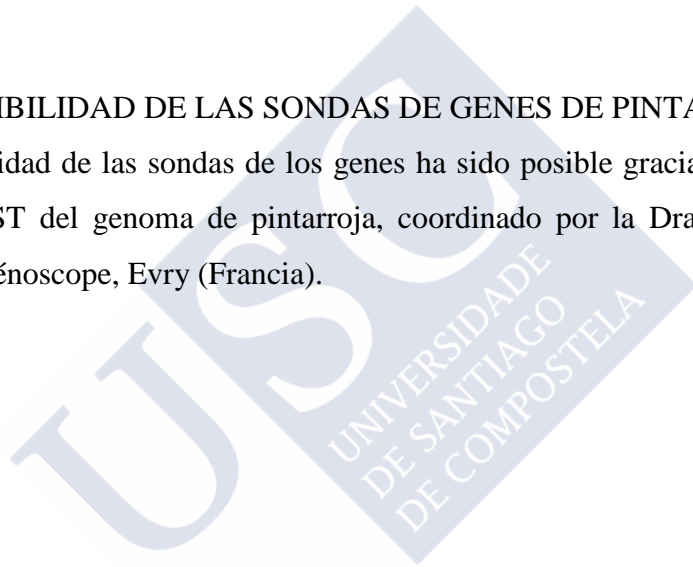 IBILIDAD DE LAS SONDAS DE GENES DE PINTA
idad de las sondas de los genes ha sido posible gracia
ST del genoma de pintarroja, coordinado por la Dra
énoscope, Evry (Francia).
USC
UNIVERSIDADE
DE SANTIAGO
DE COMPOSTELA